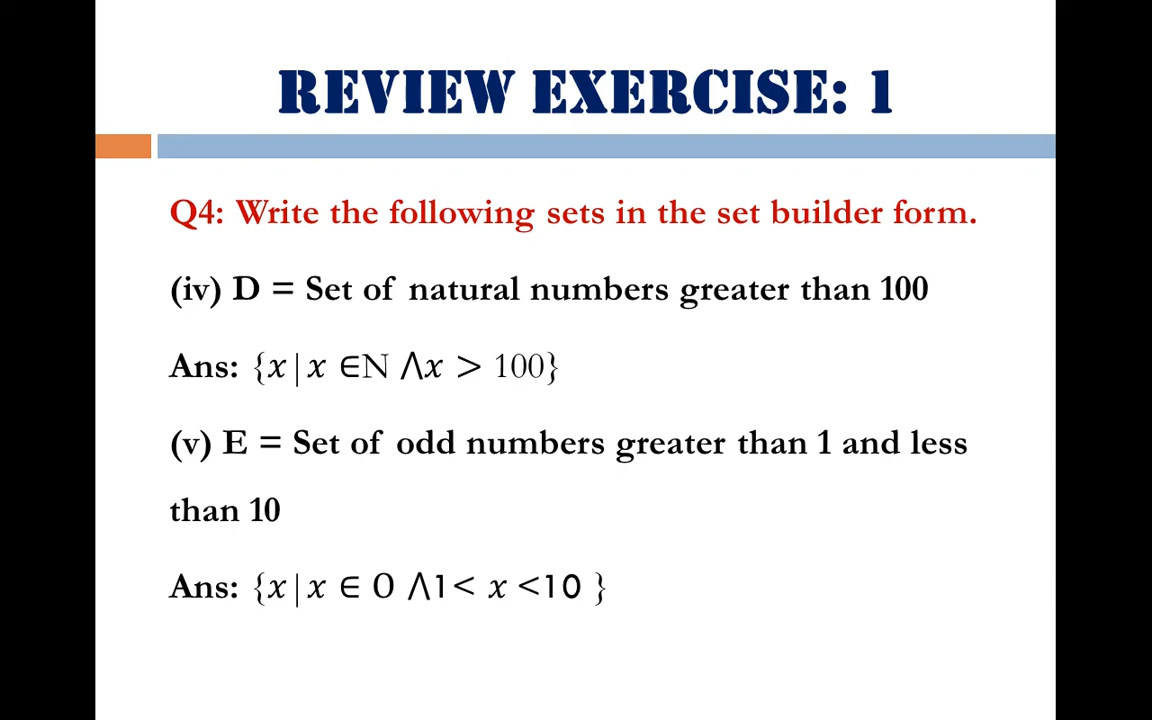 REVIEW EXERCISE: 1
Q4: Write the following sets in the set builder form.
(iv) D = Set of natural numbers greater than 100
Ans: {𝑥|𝑥 ∈N ⋀𝑥 > 100}
(v) E = Set of odd numbers greater than 1 and less
than 10
Ans: {𝑥|𝑥 ∈ O ⋀1< 𝑥 <10 }